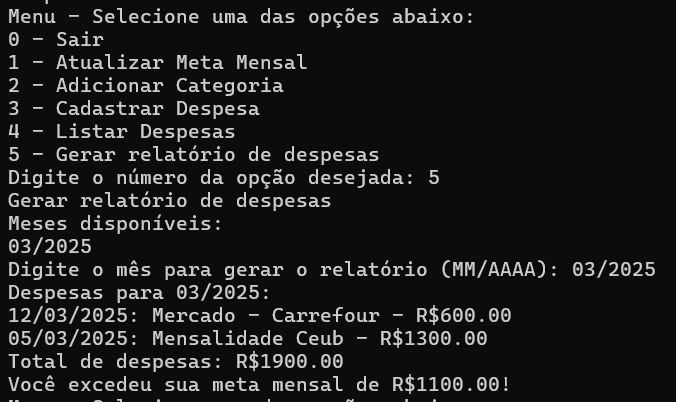 Menu - Selecione uma das opções abaixo:
0 - Sair
1 - Atualizar Meta Mensal
2 - Adicionar Categoria
3 - Cadastrar Despesa
4 - Listar Despesas
5 - Gerar relatório de despesas
Digite o número da opção desejada: 5
Gerar relatório de despesas
Meses disponíveis:
03/2025
Digite o mês para gerar o relatório (MM/AAAA): 03/2025
Despesas para 03/2025:
12/03/2025: Mercado - Carrefour - R$600.00
05/03/2025: Mensalidade Ceub - R$1300.00
Total de despesas: R$1900.00
Você excedeu sua meta mensal de R$1100.00!